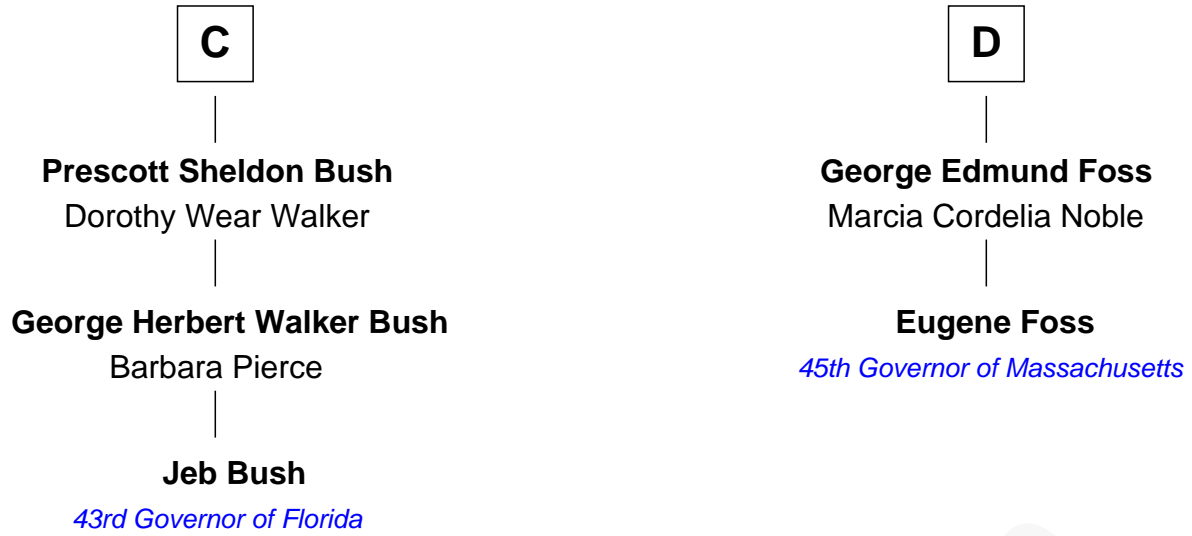 C
Prescott Sheldon Bush
Dorothy Wear Walker
George Herbert Walker Bush
Barbara Pierce
Jeb Bush
43rd Governor of Florida
D
George Edmund Foss
Marcia Cordelia Noble
Eugene Foss
45th Governor of Massachusetts